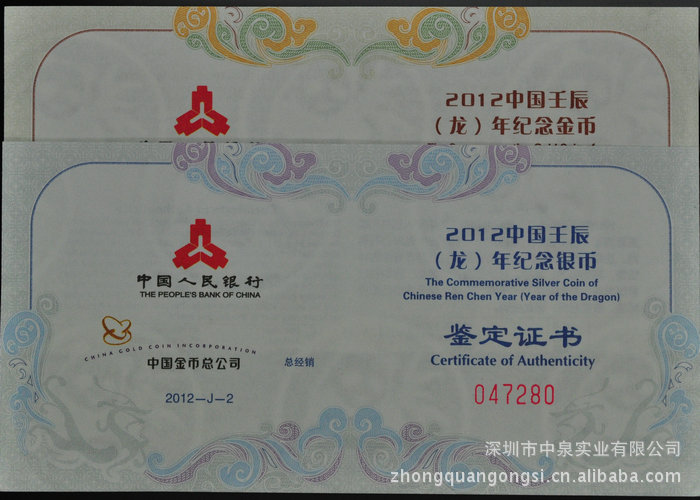 2012中国壬辰
（龙）年纪念金币
中国人民银行
THE PEOPLE'S BANK OF CHINA
CHINA GOLD COIN INCORPORATION
中国金币总公司
总经销
2012—J—2
2012中国壬辰
（龙）年纪念银币
The Commemorative Silver Coin of
Chinese Ren Chen Year (Year of the Dragon)
鉴定证书
Certificate of Authenticity
047280
深圳市中泉实业有限公司
zhongquangongsi.cn.alibaba.com